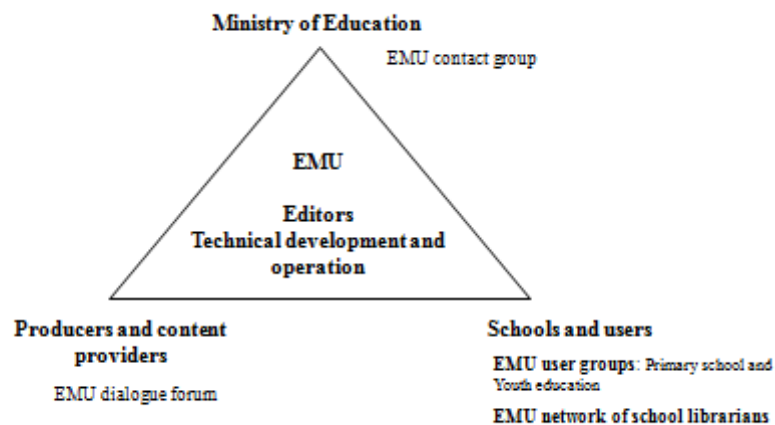 Ministry of Education
EMU contact group
EMU
Editors
Technical development and
operation
Producers and content
providers
EMU dialogue forum
Schools and users
EMU user groups: Primary school and
Youth education
EMU network of school librarians